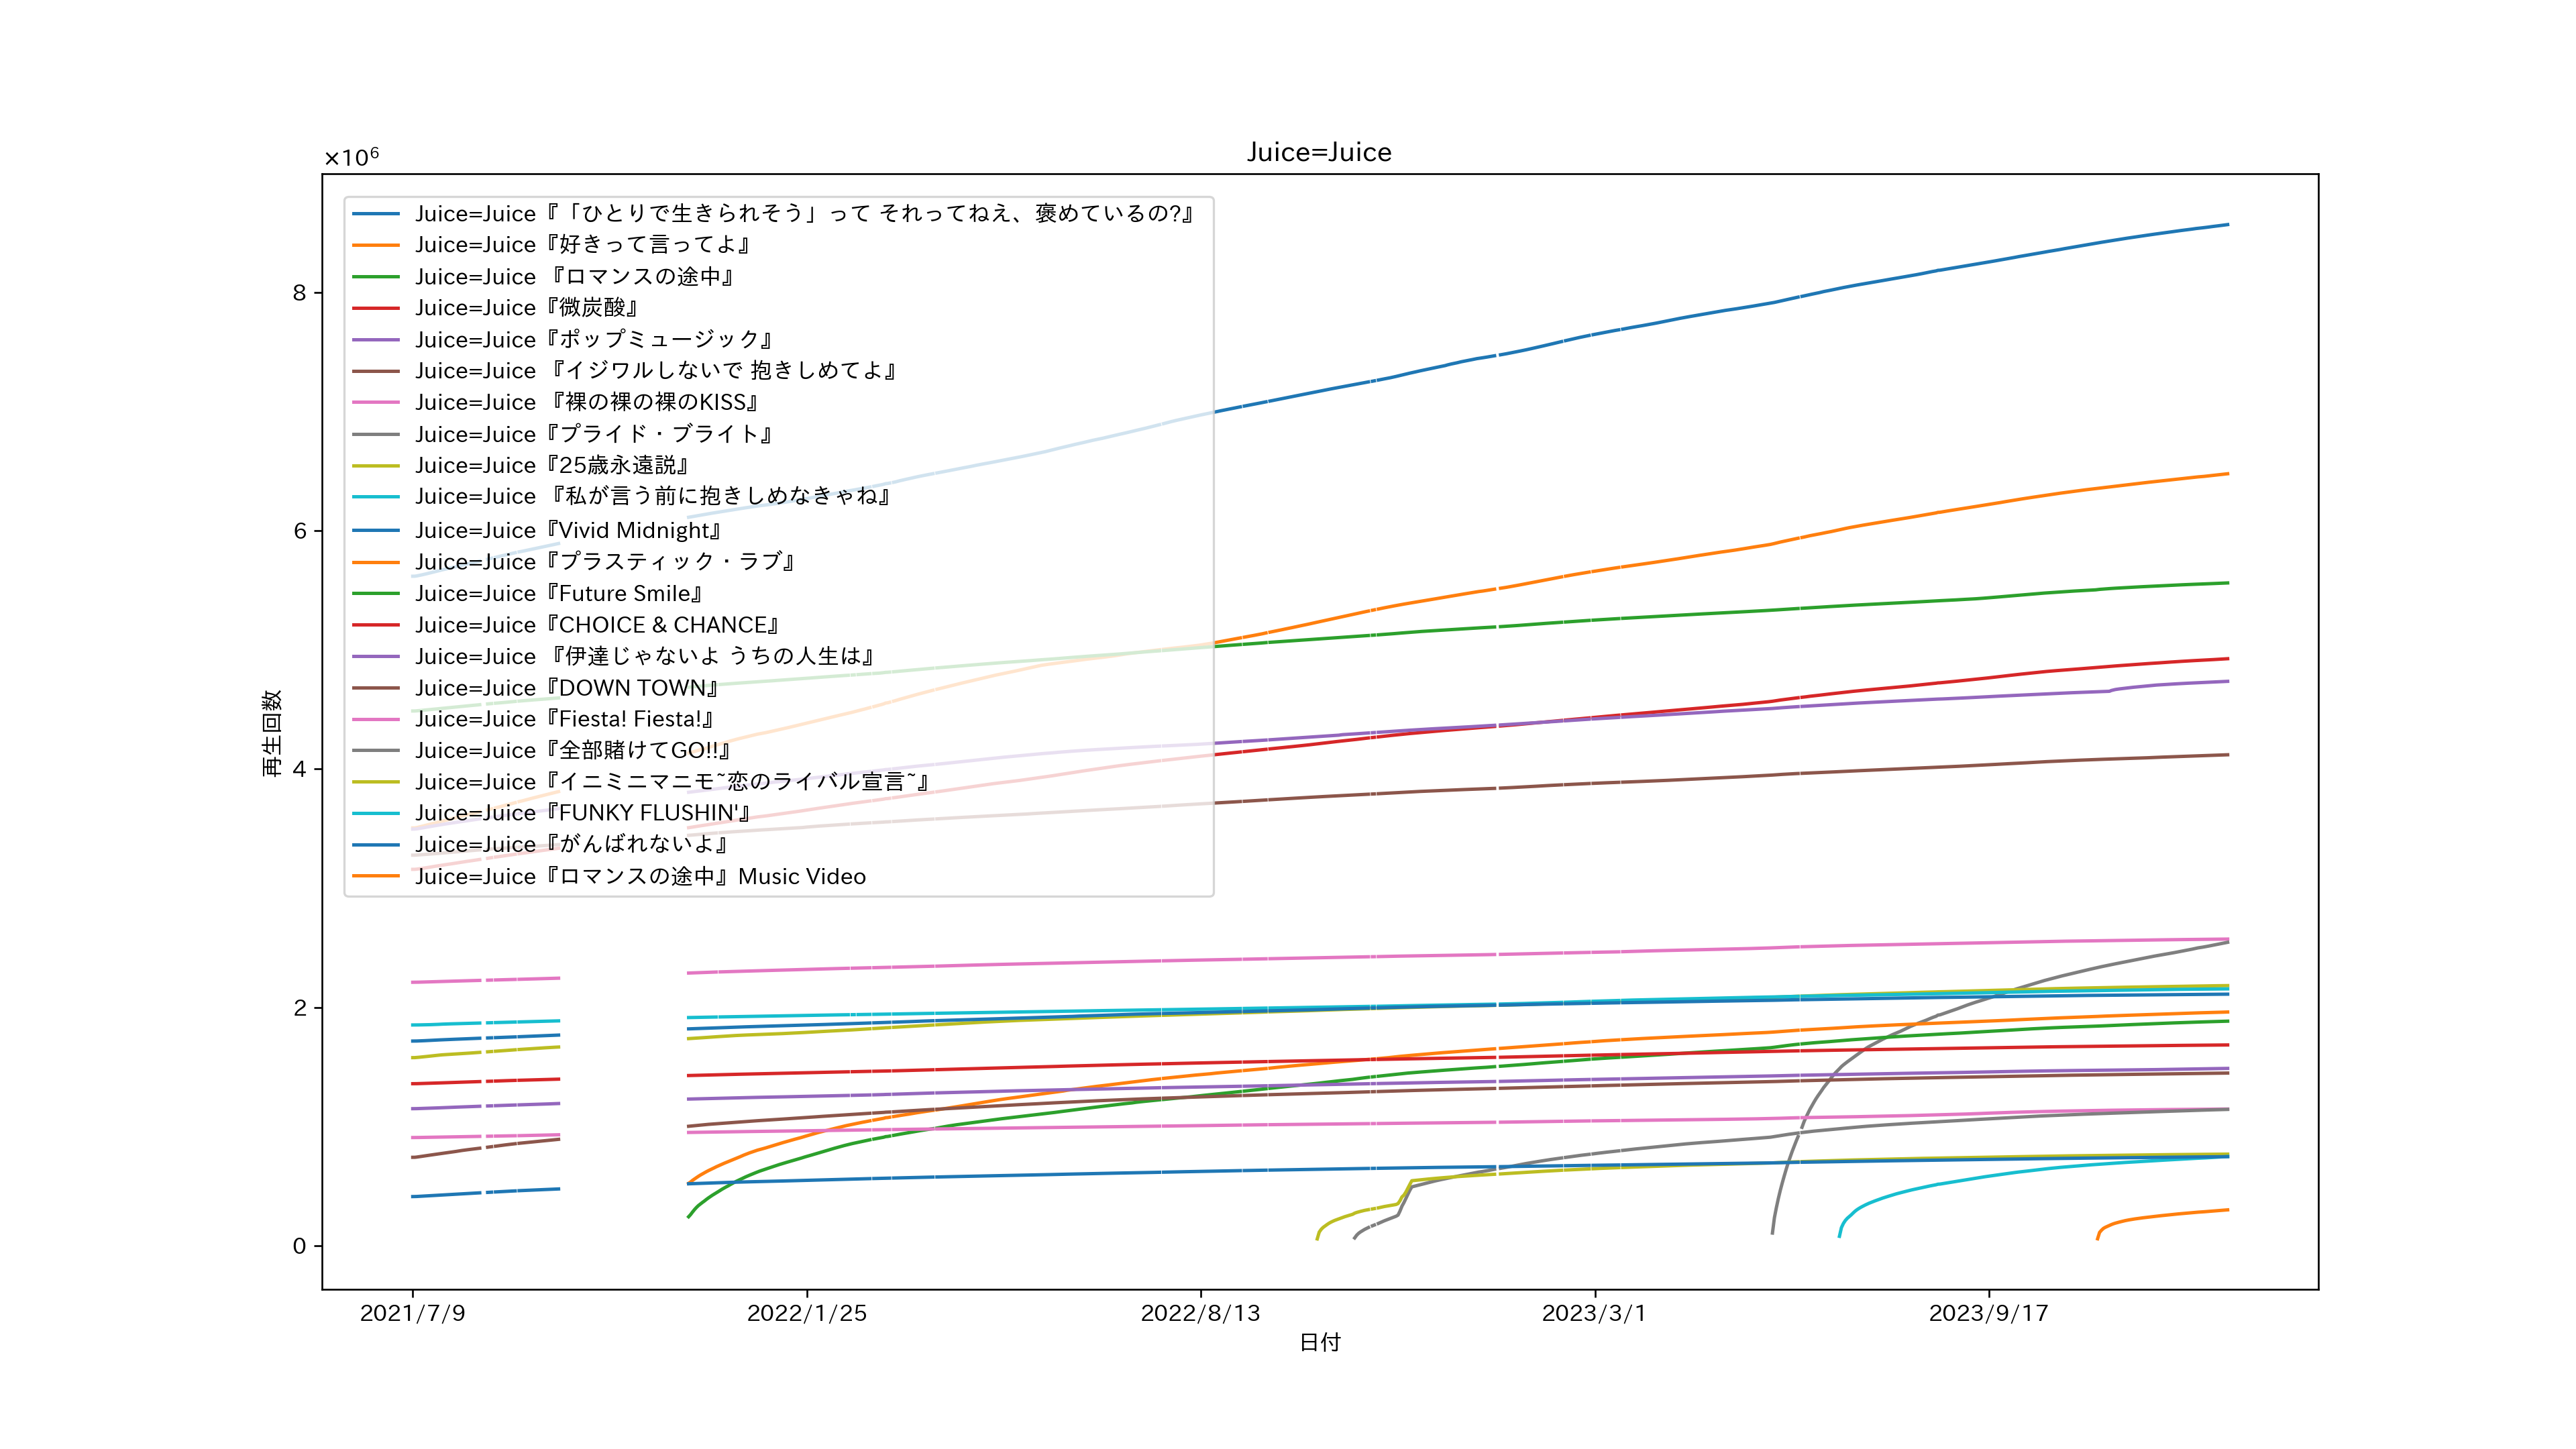 Juice=Juice
×10⁶
Juice=Juice『「ひとりで生きられそう」って それってねえ、褒めているの?』
Juice=Juice『好きって言ってよ』
Juice=Juice 『ロマンスの途中』
Juice=Juice『微炭酸』
Juice=Juice『ポップミュージック』
Juice=Juice 『イジワルしないで 抱きしめてよ』
Juice=Juice 『裸の裸の裸のKISS』
Juice=Juice『プライド・ブライト』
Juice=Juice『25歳永遠説』
Juice=Juice 『私が言う前に抱きしめなきゃね』
Juice=Juice『Vivid Midnight』
Juice=Juice『プラスティック・ラブ』
Juice=Juice『Future Smile』
Juice=Juice『CHOICE & CHANCE』
Juice=Juice 『伊達じゃないよ うちの人生は』
Juice=Juice『DOWN TOWN』
Juice=Juice『Fiesta! Fiesta!』
Juice=Juice『全部賭けてGO!!』
Juice=Juice『イニミニマニモ~恋のライバル宣言~』
Juice=Juice『FUNKY FLUSHIN'』
Juice=Juice『がんばれないよ』
Juice=Juice『ロマンスの途中』Music Video
8
6
4
2
0
再生回数
2021/7/9
2022/1/25
2022/8/13
2023/3/1
2023/9/17
日付